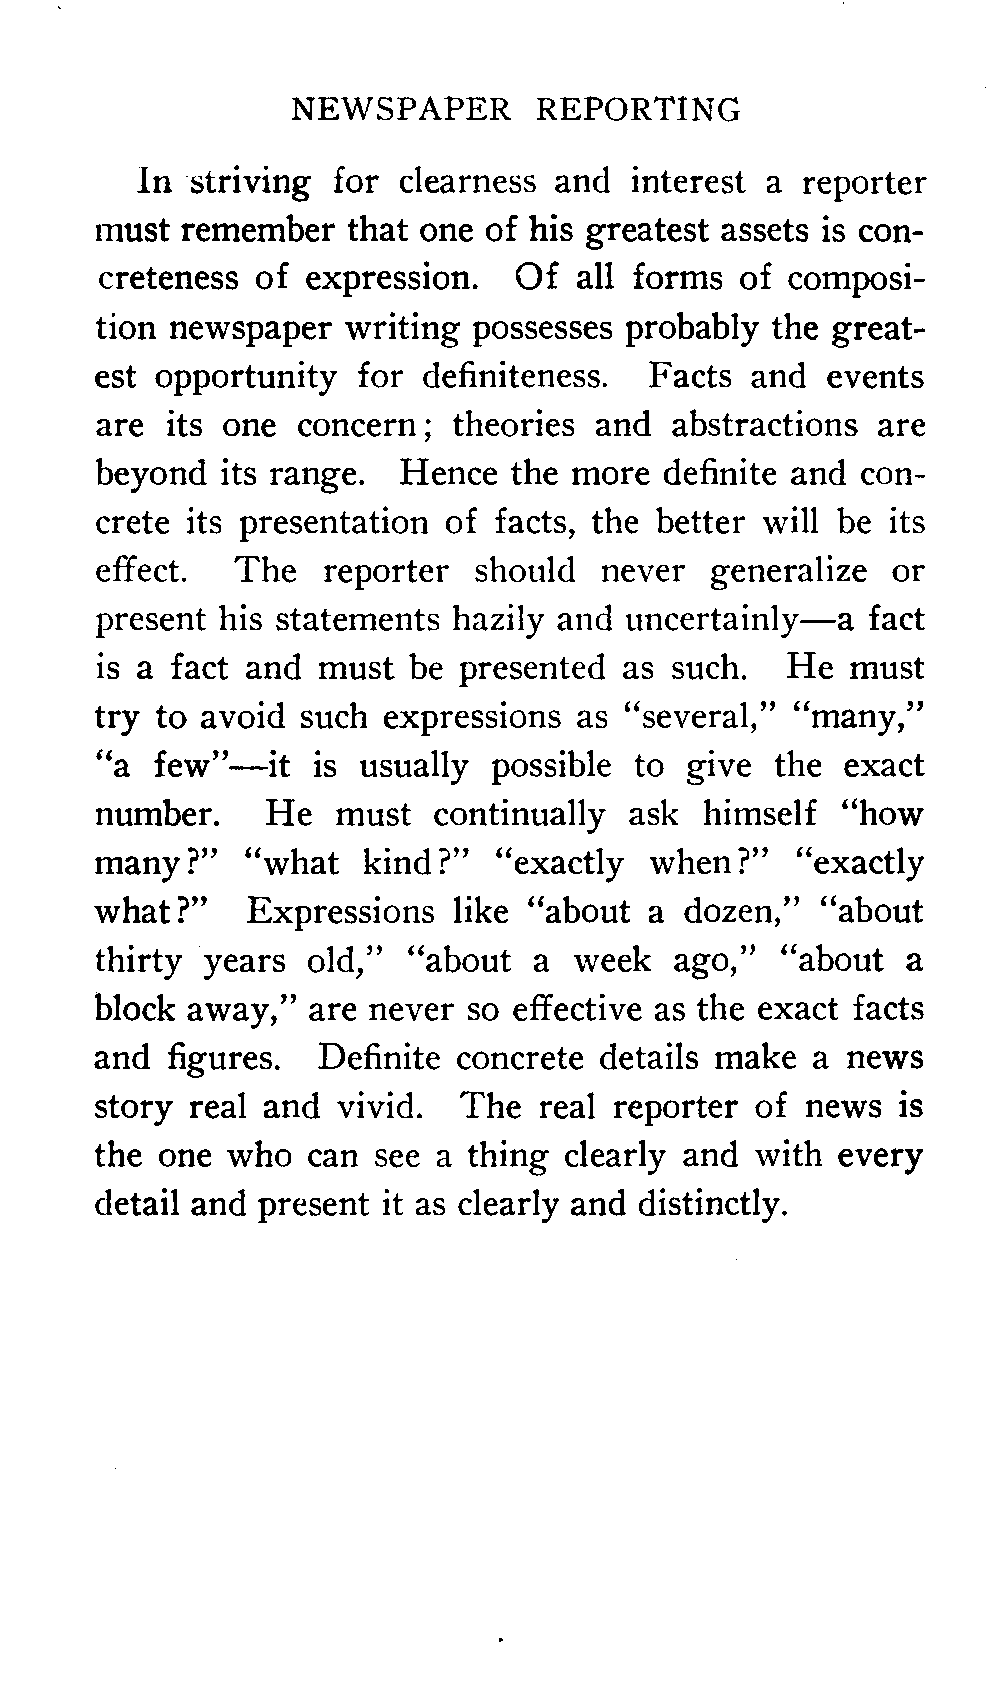 NEWSPAPER REPORTING
In striving for clearness and interest a reporter
must remember that one of his greatest assets is con-
creteness of expression. Of all forms of composi-
tion newspaper writing possesses probably the great-
est opportunity for definiteness. Facts and events
are its one concern; theories and abstractions are
beyond its range. Hence the more definite and con-
crete its presentation of facts, the better will be its
effect. The reporter should never generalize or
present his statements hazily and uncertainly—a fact
is a fact and must be presented as such. He must
try to avoid such expressions as “several,” “many,”
“a few”—it is usually possible to give the exact
number. He must continually ask himself “how
many?” “what kind?” “exactly when?” “exactly
what?” Expressions like “about a dozen,” “about
thirty years old,” “about a week ago,” “about a
block away,” are never so effective as the exact facts
and figures. Definite concrete details make a news
story real and vivid. The real reporter of news is
the one who can see a thing clearly and with every
detail and present it as clearly and distinctly.